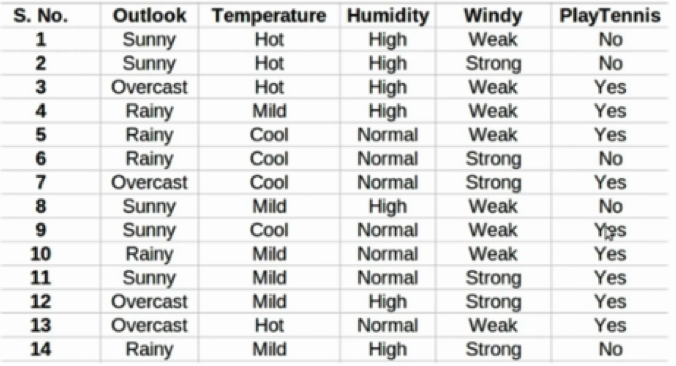 S. No. Outlook Temperature Humidity Windy PlayTennis
1 Sunny Hot High Weak No
2 Sunny Hot High Strong No
3 Overcast Hot High Weak Yes
4 Rainy Mild High Weak Yes
5 Rainy Cool Normal Weak Yes
6 Rainy Cool Normal Strong No
7 Overcast Cool Normal Strong Yes
8 Sunny Mild High Weak No
9 Sunny Cool Normal Weak Yes
10 Rainy Mild Normal Weak Yes
11 Sunny Mild Normal Strong Yes
12 Overcast Mild High Strong Yes
13 Overcast Hot Normal Weak Yes
14 Rainy Mild High Strong No